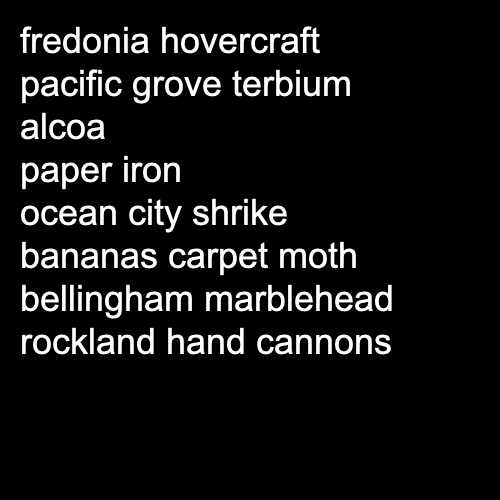 fredonia hovercraft
pacific grove terbium
alcoa
paper iron
ocean city shrike
bananas carpet moth
bellingham marblehead
rockland hand cannons